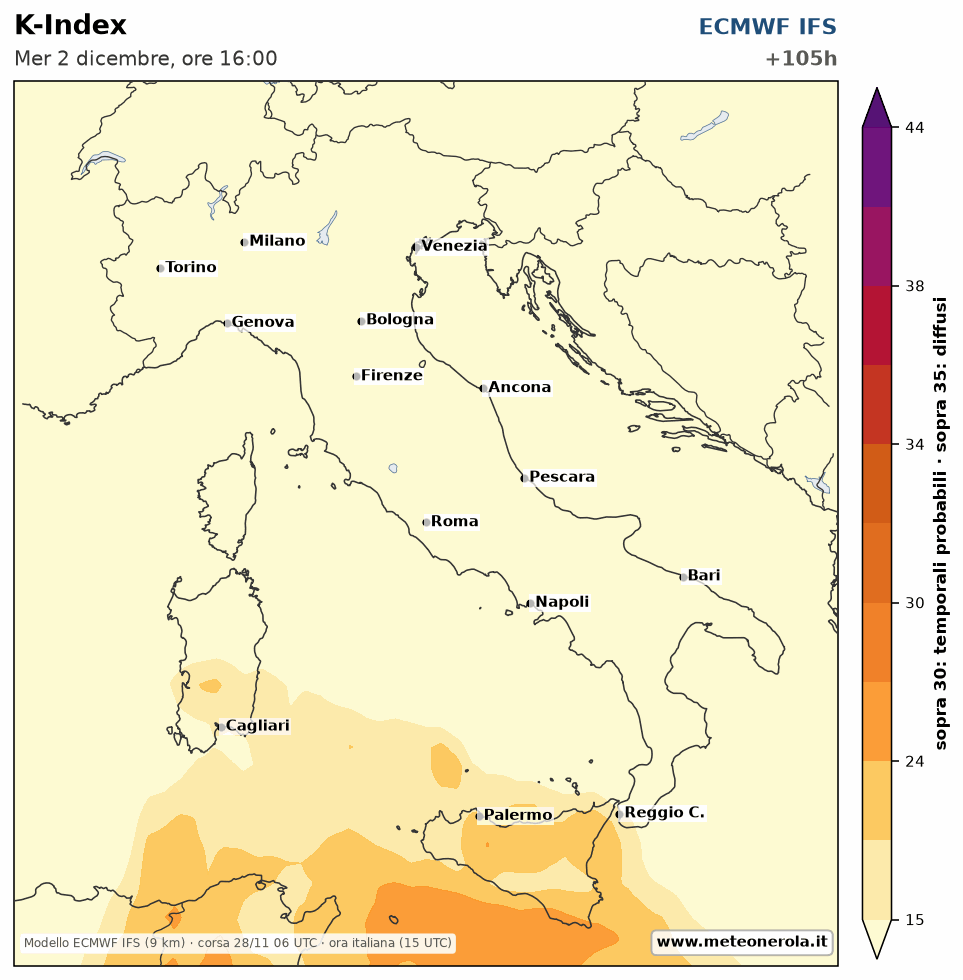 K-Index
ECMWF IFS
Mer 2 dicembre, ore 16:00
+105h
44
Milano
Venezia
Torino
38
Genova
Bologna
Firenze
Ancona
34
Pescara
Roma
Bari
30
Napoli
Cagliari
24
Palermo
Reggio C.
15
sopra 30: temporali probabili · sopra 35: diffusi
Modello ECMWF IFS (9 km) · corsa 28/11 06 UTC · ora italiana (15 UTC)
www.meteonerola.it